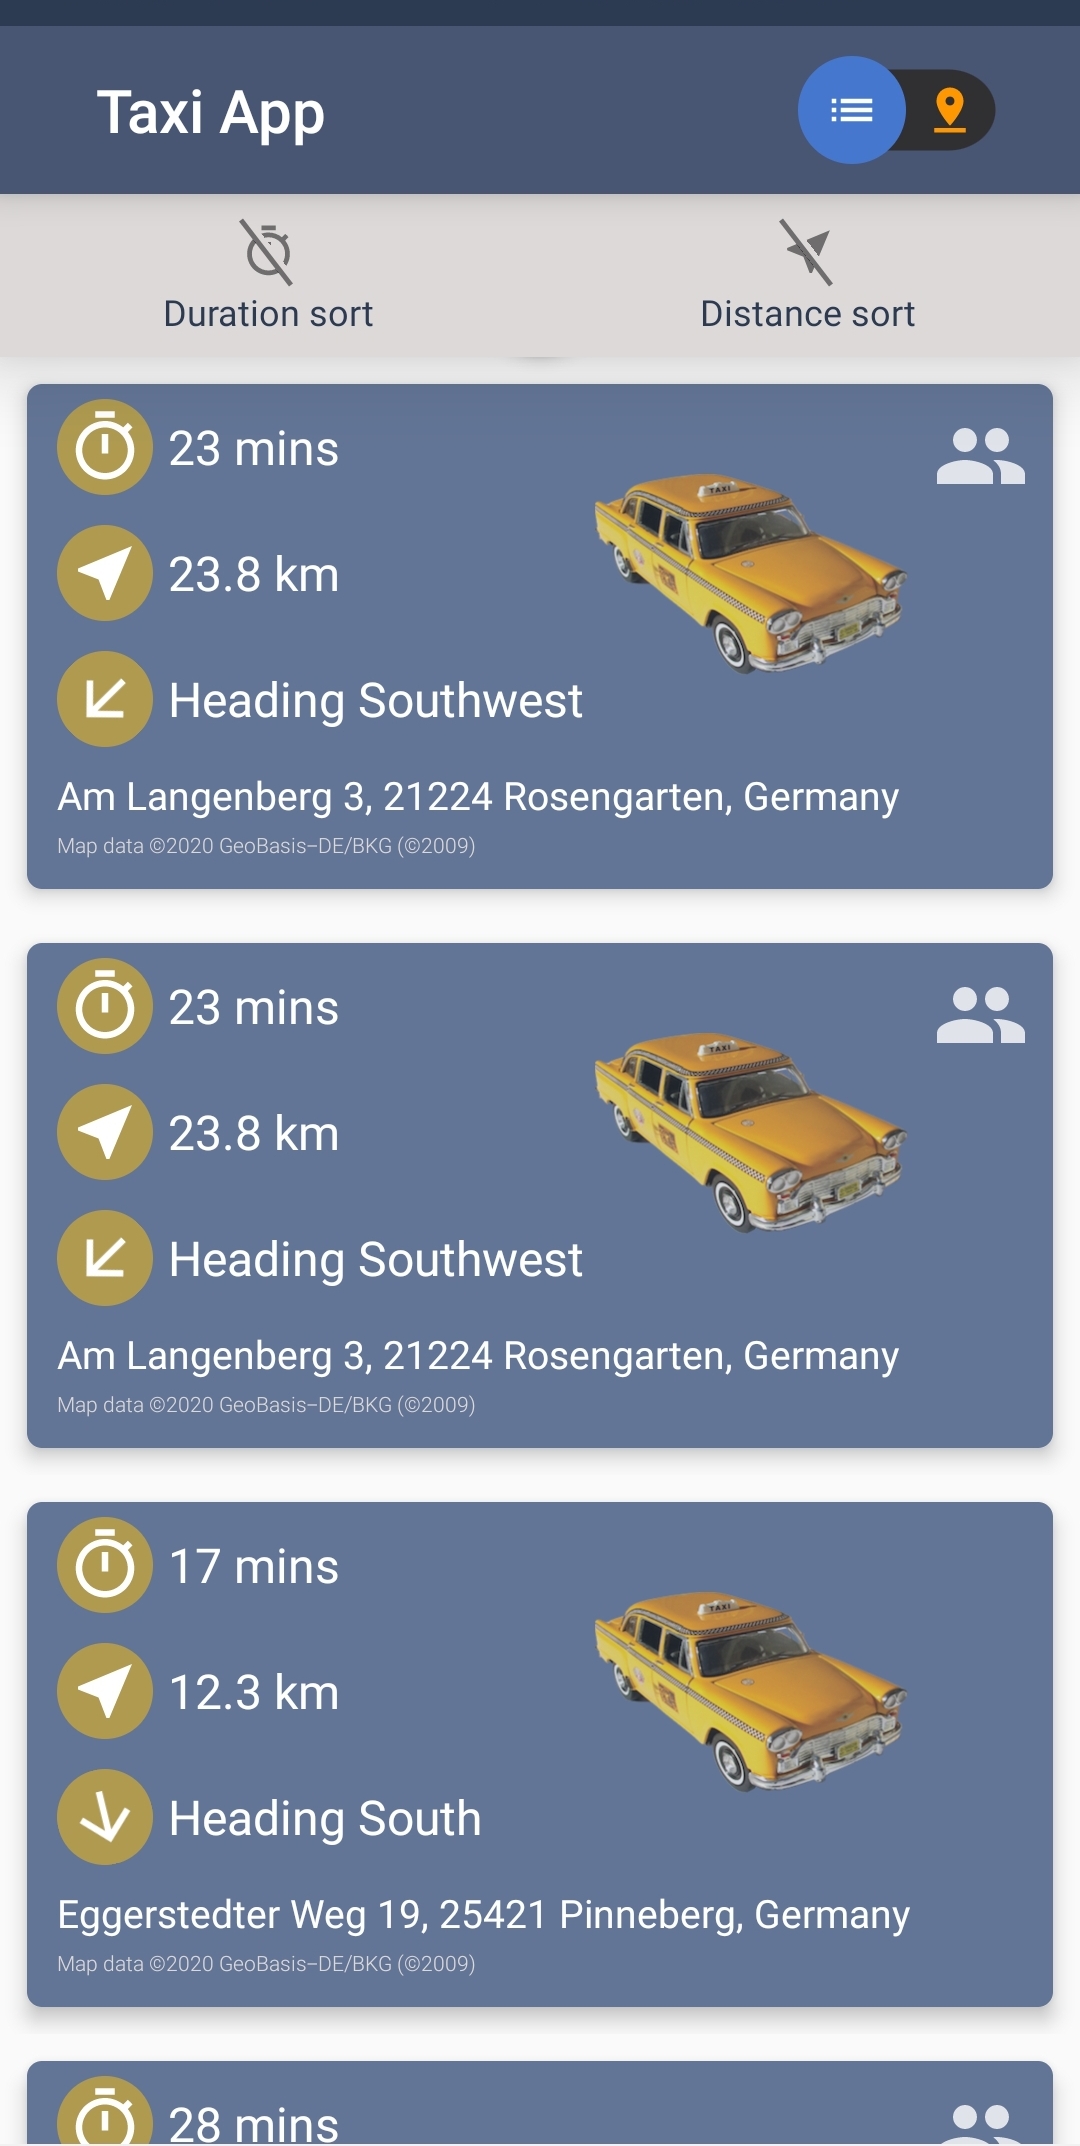 Taxi App
Duration sort
Distance sort
23 mins
TAXI
23.8 km
Heading Southwest
Am Langenberg 3, 21224 Rosengarten, Germany
Map data ©2020 GeoBasis-DE/BKG (©2009)
23 mins
TAXI
23.8 km
Heading Southwest
Am Langenberg 3, 21224 Rosengarten, Germany
Map data ©2020 GeoBasis-DE/BKG (©2009)
17 mins
TAXI
12.3 km
Heading South
Eggerstedter Weg 19, 25421 Pinneberg, Germany
Map data ©2020 GeoBasis-DE/BKG (©2009)
28 mins